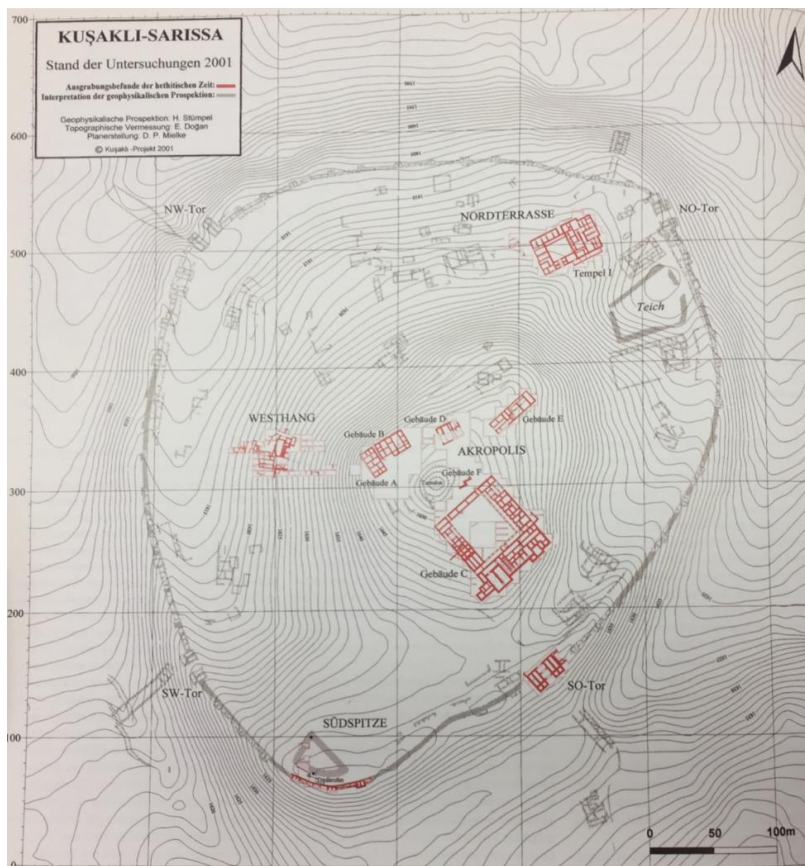 700
KUŞAKLI-SARISSA
Stand der Untersuchungen 2001
Ausgrabungsbefunde der hethitischen Zeit:
Interpretation der geophysikalischen Prospektion:
Geophysikalische Prospektion: H. Stümpel
Topographische Vermessung: E. Doğan
Planerstellung: D. P. Mielke
© Kuşaklı -Projekt 2001
600
NW-Tor
NORDTERRASSE
NO-Tor
500
Tempel I
Teich
400
WESTHANG
Gebäude D
Gebäude E
Gebäude B
AKROPOLIS
Gebäude F
Gebäude A
300
Gebäude C
200
SW-Tor
SO-Tor
SÜDSPITZE
100
0 50 100m
0